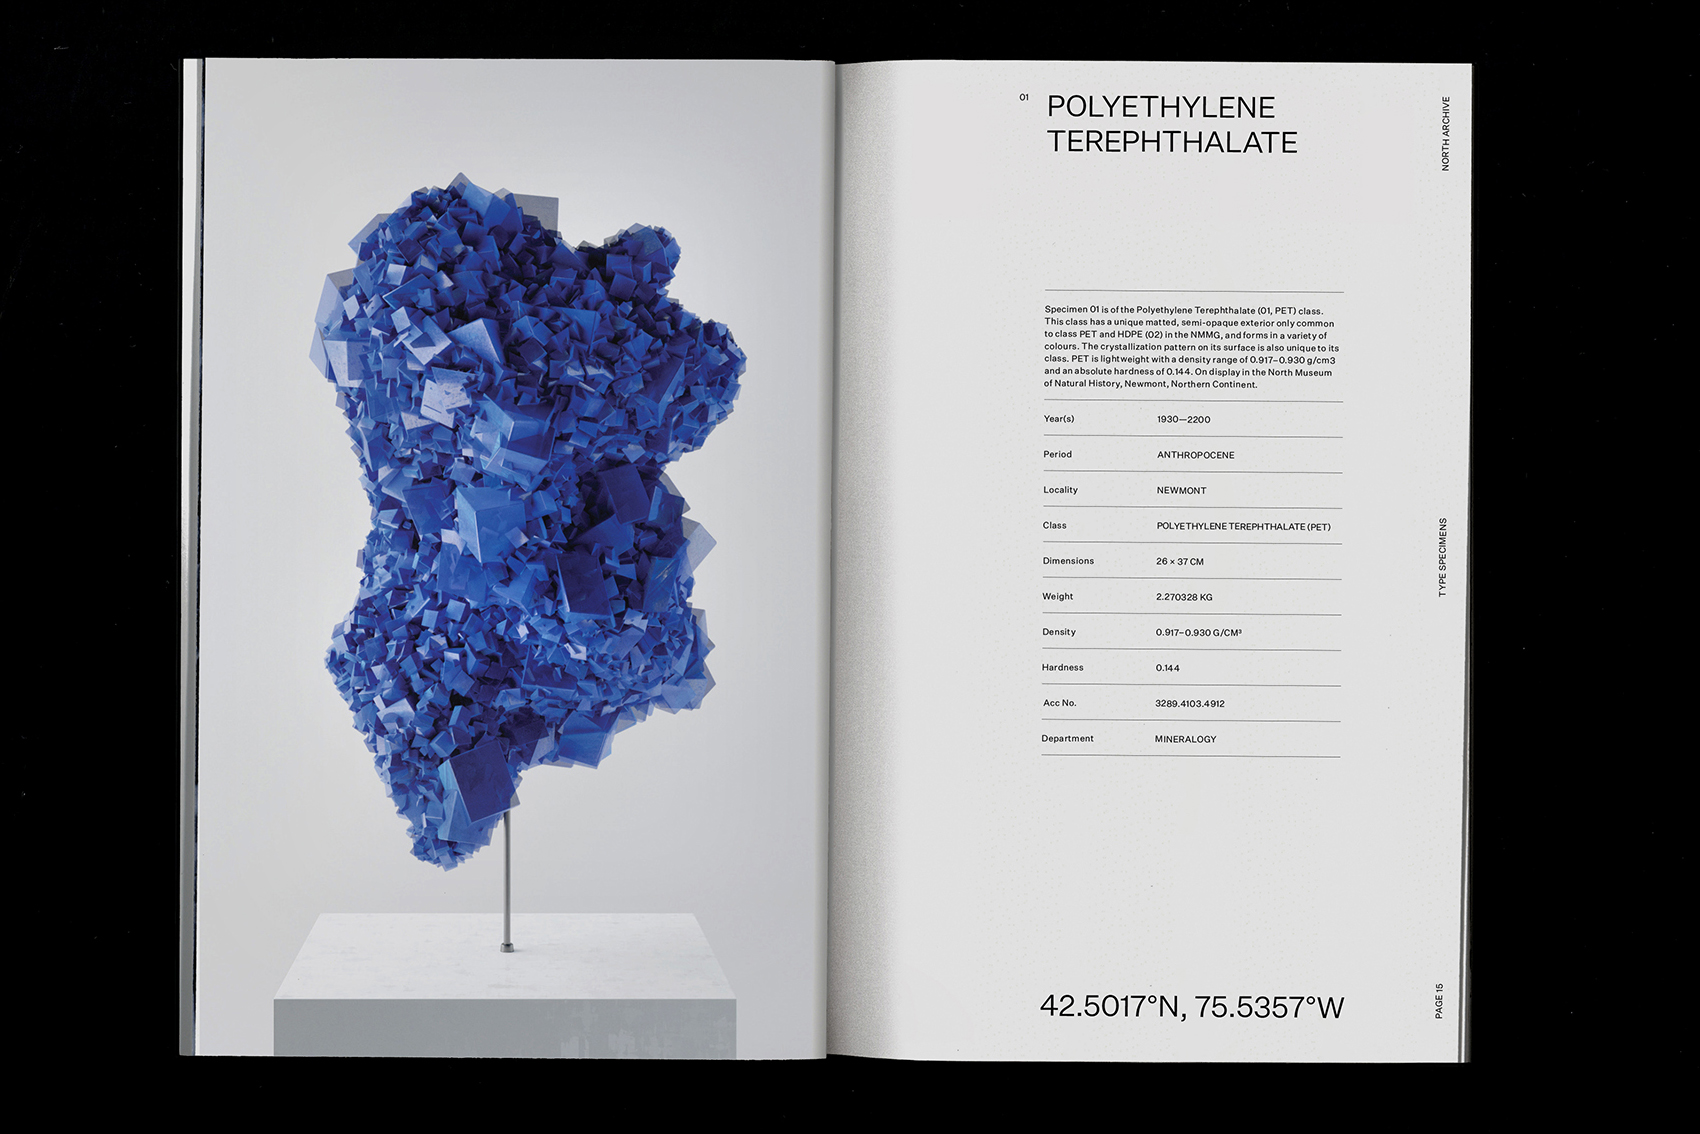 01
POLYETHYLENE
TEREPHTHALATE
NORTH ARCHIVE
Specimen 01 is of the Polyethylene Terephthalate (01, PET) class.
This class has a unique matted, semi-opaque exterior only common
to class PET and HDPE (02) in the NMMG, and forms in a variety of
colours. The crystallization pattern on its surface is also unique to its
class. PET is lightweight with a density range of 0.917–0.930 g/cm3
and an absolute hardness of 0.144. On display in the North Museum
of Natural History, Newmont, Northern Continent.
Year(s) 1930—2200
Period ANTHROPOCENE
Locality NEWMONT
Class POLYETHYLENE TEREPHTHALATE (PET)
Dimensions 26 × 37 CM
Weight 2.270328 KG
Density 0.917–0.930 G/CM³
Hardness 0.144
Acc No. 3289.4103.4912
Department MINERALOGY
TYPE SPECIMENS
42.5017°N, 75.5357°W
PAGE 15